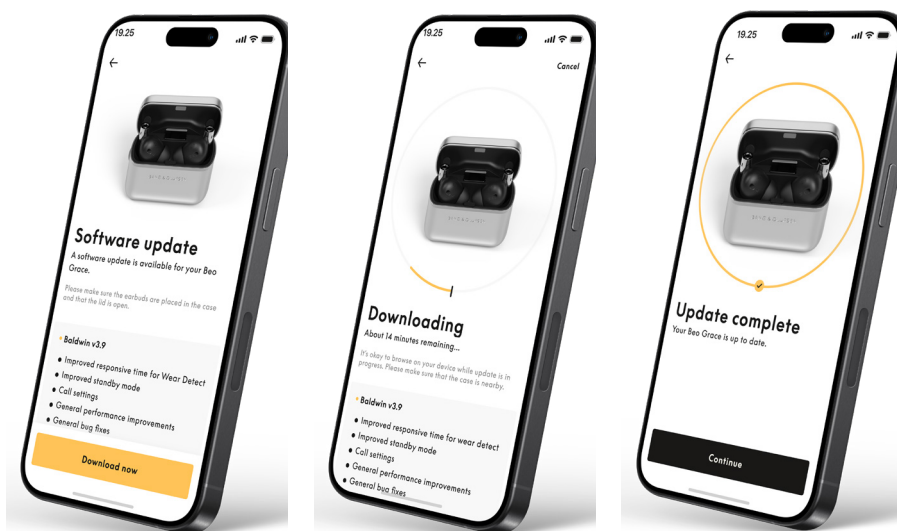 19.25
Software update
A software update is available for your Beo
Grace.
Please make sure the earbuds are placed in the case
and that the lid is open.
Baldwin v3.9
Improved responsive time for Wear Detect
Improved standby mode
Call settings
General performance improvements
General bug fixes
Download now
19.25
Cancel
Downloading
About 14 minutes remaining...
It's okay to browse on your device while update is in
progress. Please make sure that the case is nearby.
Baldwin v3.9
Improved responsive time for wear detect
Improved standby mode
Call settings
General performance improvements
General bug fixes
19.25
Update complete
Your Beo Grace is up to date.
Continue